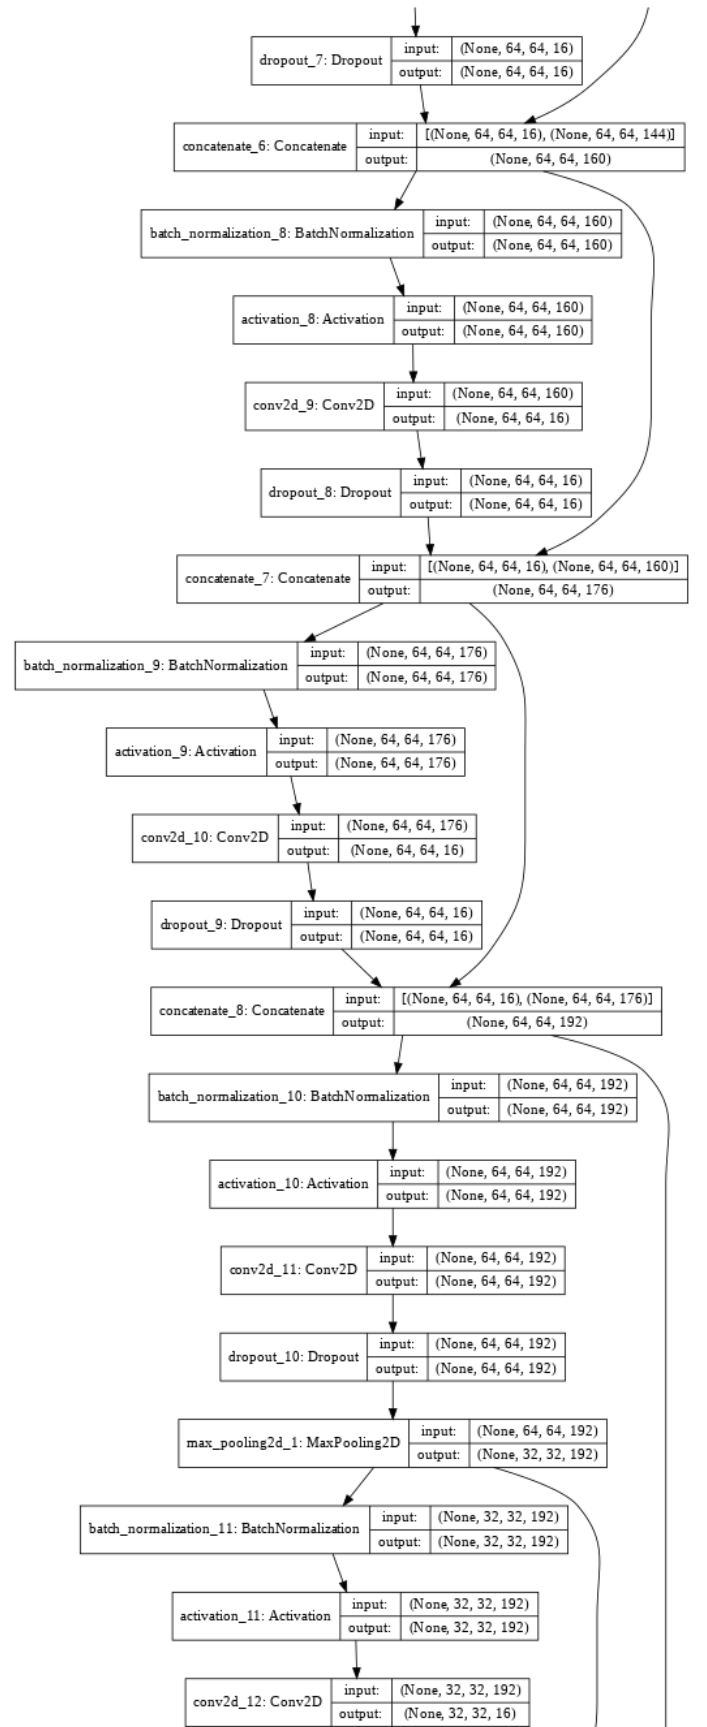 dropout_7: Dropout
input: (None, 64, 64, 16)
output: (None, 64, 64, 16)
concatenate_6: Concatenate
input: [(None, 64, 64, 16), (None, 64, 64, 144)]
output: (None, 64, 64, 160)
batch_normalization_8: BatchNormalization
input: (None, 64, 64, 160)
output: (None, 64, 64, 160)
activation_8: Activation
input: (None, 64, 64, 160)
output: (None, 64, 64, 160)
conv2d_9: Conv2D
input: (None, 64, 64, 160)
output: (None, 64, 64, 16)
dropout_8: Dropout
input: (None, 64, 64, 16)
output: (None, 64, 64, 16)
concatenate_7: Concatenate
input: [(None, 64, 64, 16), (None, 64, 64, 160)]
output: (None, 64, 64, 176)
batch_normalization_9: BatchNormalization
input: (None, 64, 64, 176)
output: (None, 64, 64, 176)
activation_9: Activation
input: (None, 64, 64, 176)
output: (None, 64, 64, 176)
conv2d_10: Conv2D
input: (None, 64, 64, 176)
output: (None, 64, 64, 16)
dropout_9: Dropout
input: (None, 64, 64, 16)
output: (None, 64, 64, 16)
concatenate_8: Concatenate
input: [(None, 64, 64, 16), (None, 64, 64, 176)]
output: (None, 64, 64, 192)
batch_normalization_10: BatchNormalization
input: (None, 64, 64, 192)
output: (None, 64, 64, 192)
activation_10: Activation
input: (None, 64, 64, 192)
output: (None, 64, 64, 192)
conv2d_11: Conv2D
input: (None, 64, 64, 192)
output: (None, 64, 64, 192)
dropout_10: Dropout
input: (None, 64, 64, 192)
output: (None, 64, 64, 192)
max_pooling2d_1: MaxPooling2D
input: (None, 64, 64, 192)
output: (None, 32, 32, 192)
batch_normalization_11: BatchNormalization
input: (None, 32, 32, 192)
output: (None, 32, 32, 192)
activation_11: Activation
input: (None, 32, 32, 192)
output: (None, 32, 32, 192)
conv2d_12: Conv2D
input: (None, 32, 32, 192)
output: (None, 32, 32, 16)